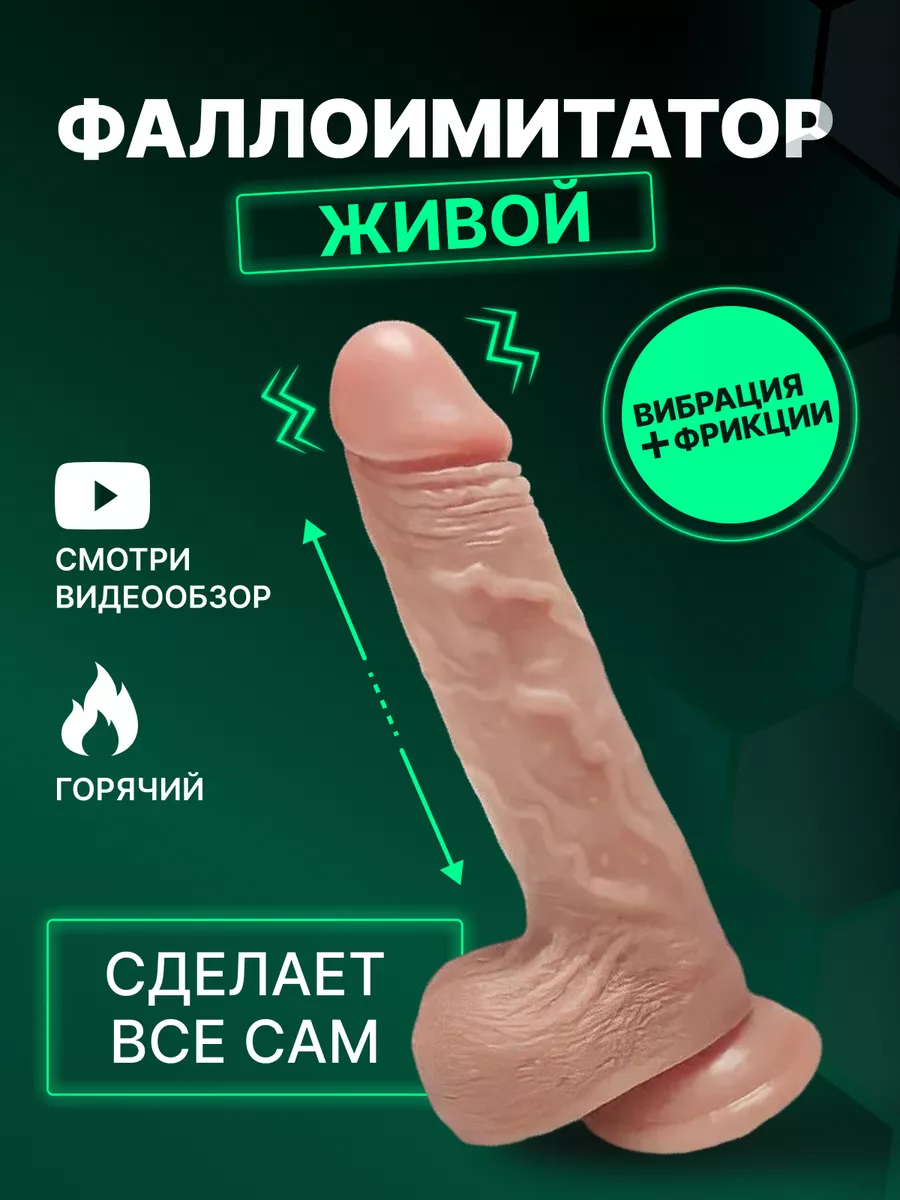 ФАЛЛОИМИТАТОР
ЖИВОЙ
ВИБРАЦИЯ
+ФРИКЦИИ
СМОТРИ
ВИДЕООБЗОР
ГОРЯЧИЙ
СДЕЛАЕТ
ВСЕ САМ